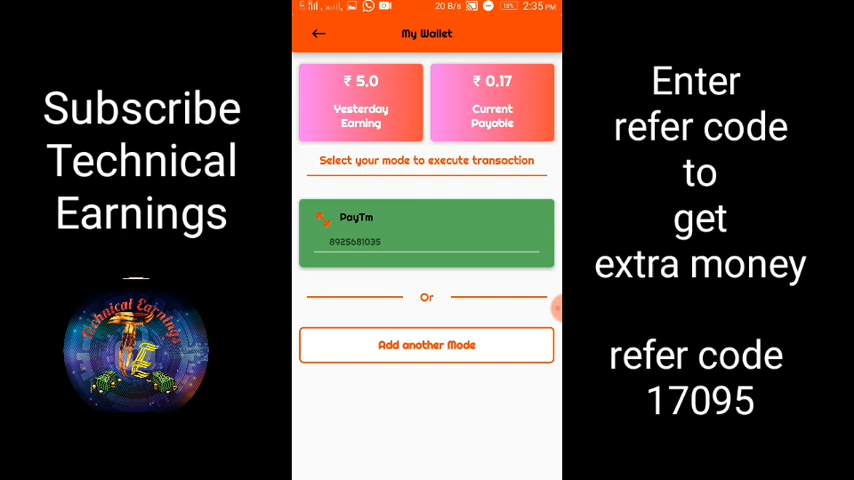 20 B/s
18%
2:35 PM
My Wallet
₹ 5.0
Yesterday
Earning
₹ 0.17
Current
Payable
Select your mode to execute transaction
PayTm
8925681035
Or
Add another Mode
Subscribe
Technical
Earnings
Technical Earnings
TE
Enter
refer code
to
get
extra money
refer code
17095